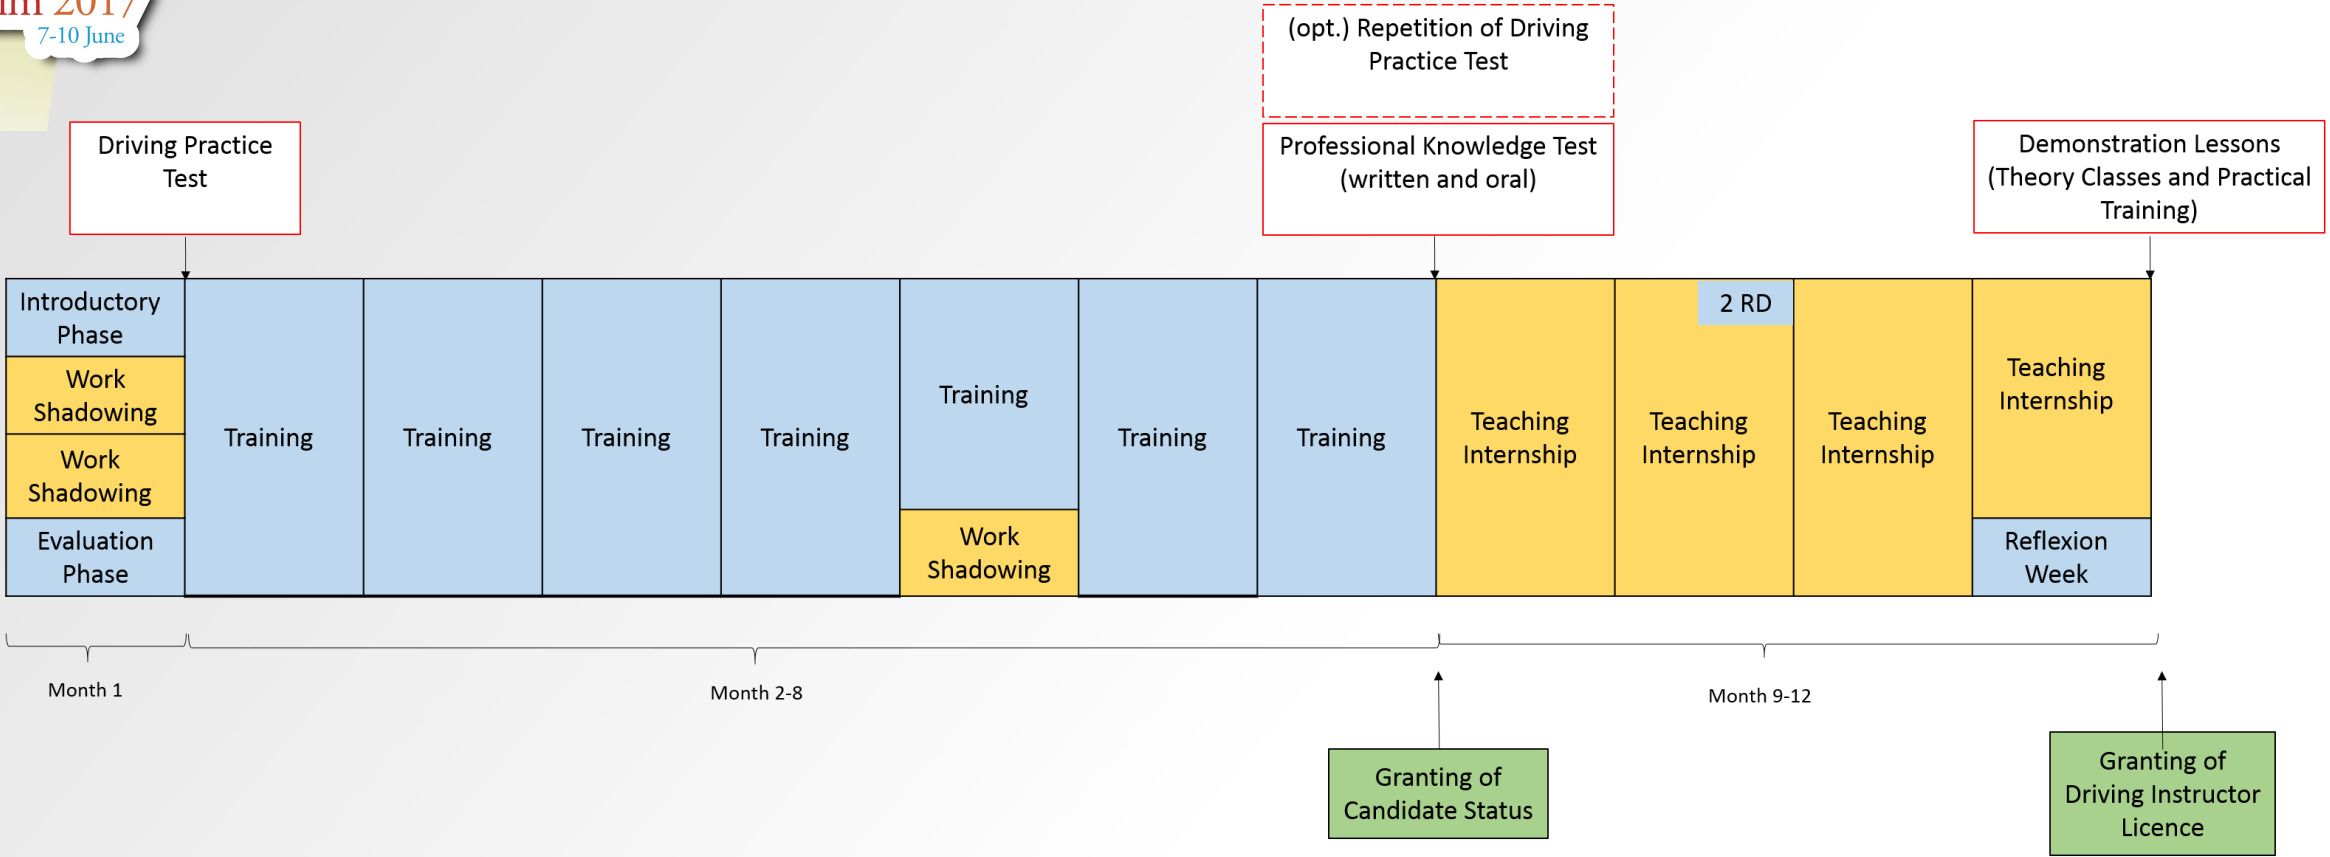 2017
7-10 June
(opt.) Repetition of Driving
Practice Test
Driving Practice
Test
Professional Knowledge Test
(written and oral)
Demonstration Lessons
(Theory Classes and Practical
Training)
Introductory
Phase
Work
Shadowing
Work
Shadowing
Evaluation
Phase
Training
Training
Training
Training
Training
Work
Shadowing
Training
Training
Teaching
Internship
2 RD
Teaching
Internship
Teaching
Internship
Teaching
Internship
Reflexion
Week
Month 1
Month 2-8
Month 9-12
Granting of
Candidate Status
Granting of
Driving Instructor
Licence